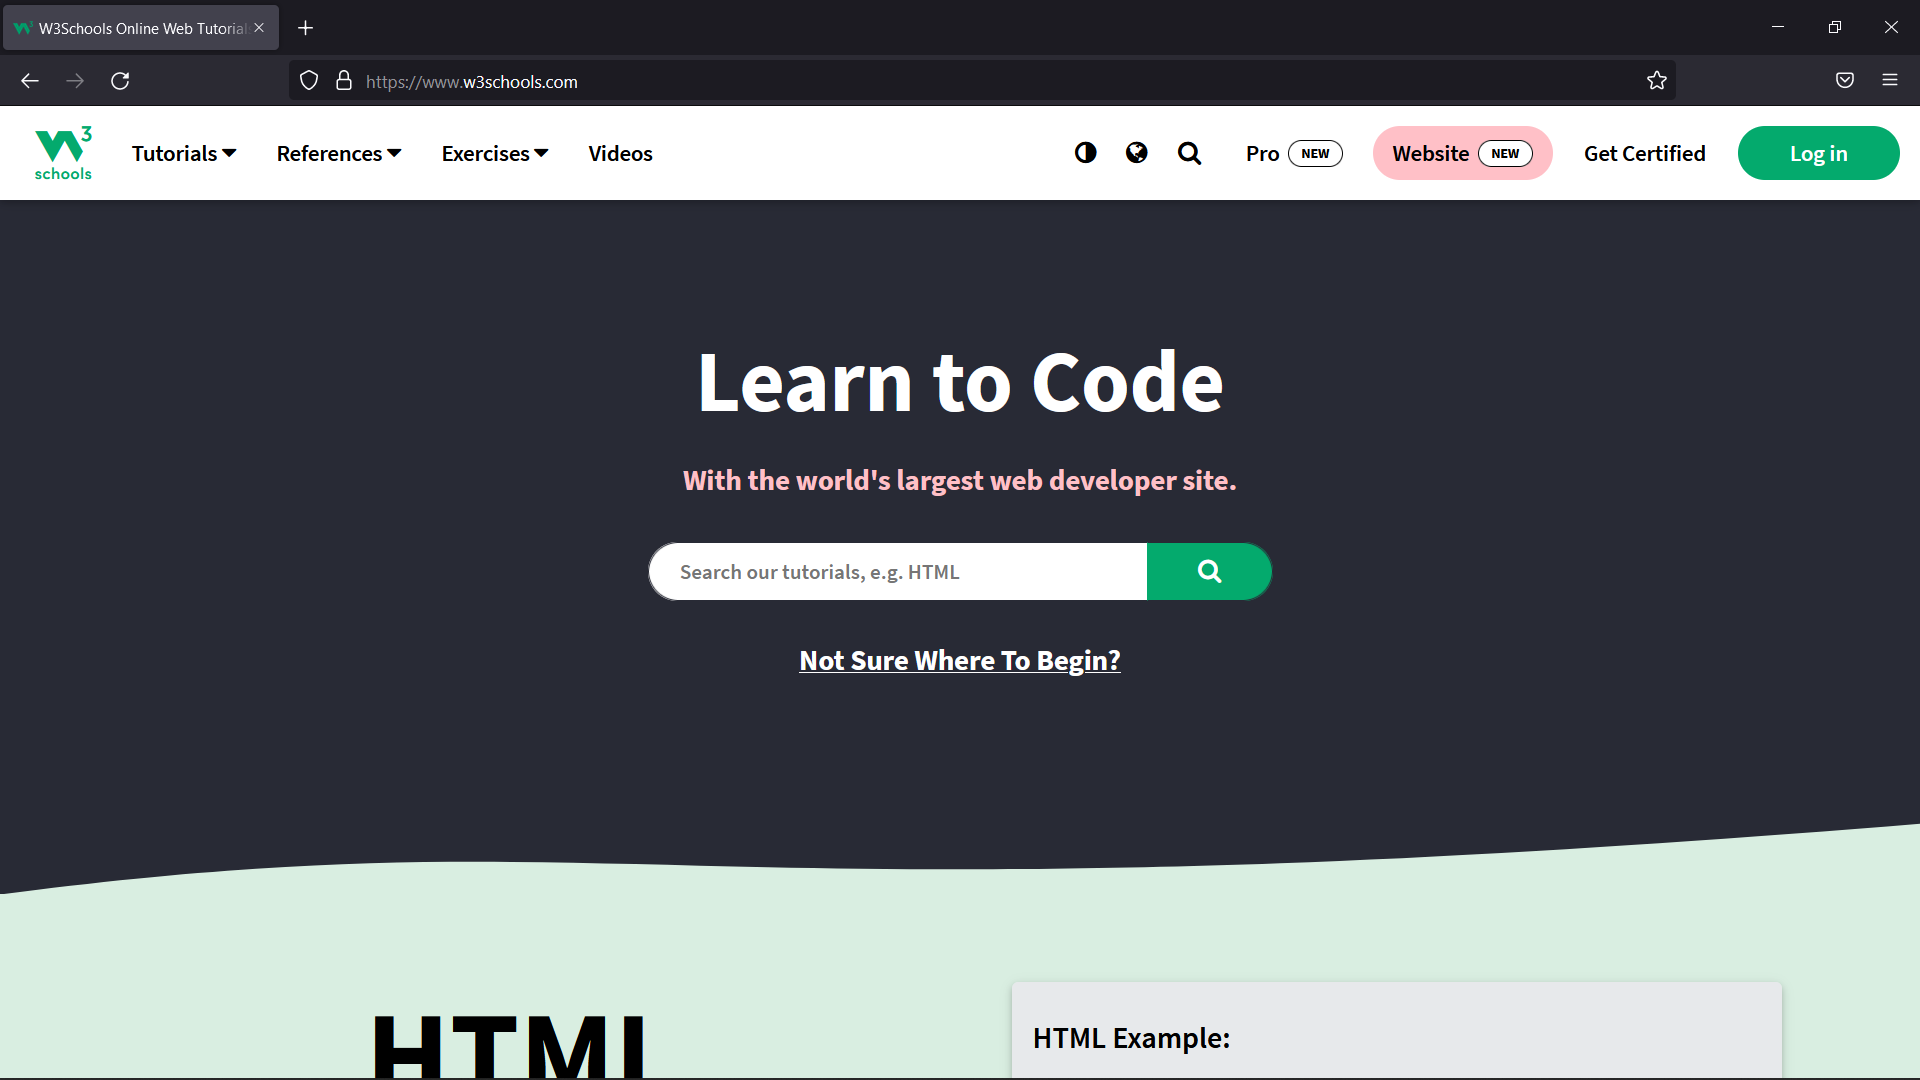 W3Schools Online Web Tutorial
https://www.w3schools.com
W3 schools
Tutorials References Exercises Videos Pro NEW Website NEW Get Certified Log in
Learn to Code
With the world's largest web developer site.
Search our tutorials, e.g. HTML
Not Sure Where To Begin?
HTML
HTML Example: